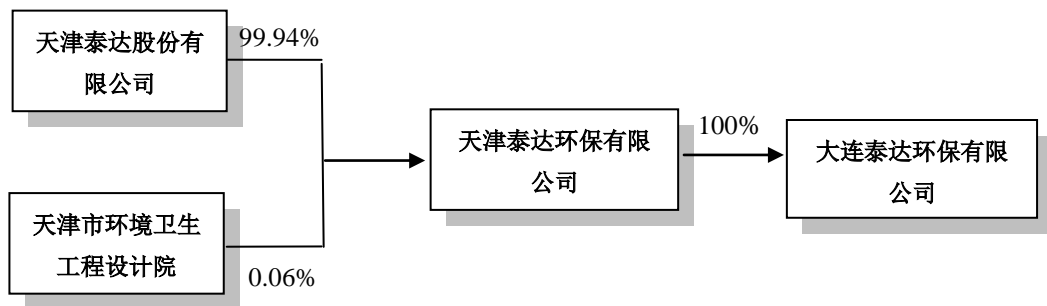 天津泰达股份有
限公司
99.94%
天津市环境卫生
工程设计院
0.06%
天津泰达环保有限
公司
100%
大连泰达环保有限
公司